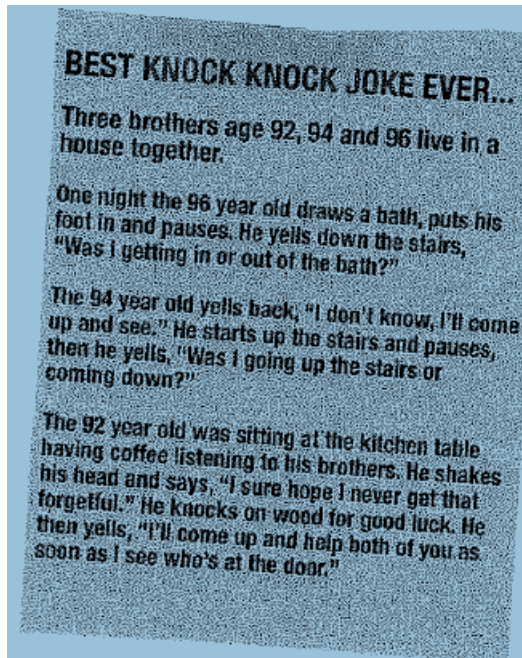 BEST KNOCK KNOCK JOKE EVER...
Three brothers age 92, 94 and 96 live in a
house together.
One night the 96 year old draws a bath, puts his
foot in and pauses. He yells down the stairs,
"Was I getting in or out of the bath?"
The 94 year old yells back, "I don't know, I'll come
up and see." He starts up the stairs and pauses,
then he yells, "Was I going up the stairs or
coming down?"
The 92 year old was sitting at the kitchen table
having coffee listening to his brothers. He shakes
his head and says, "I sure hope I never get that
forgetful." He knocks on wood for good luck. He
then yells, "I'll come up and help both of you as
soon as I see who's at the door."